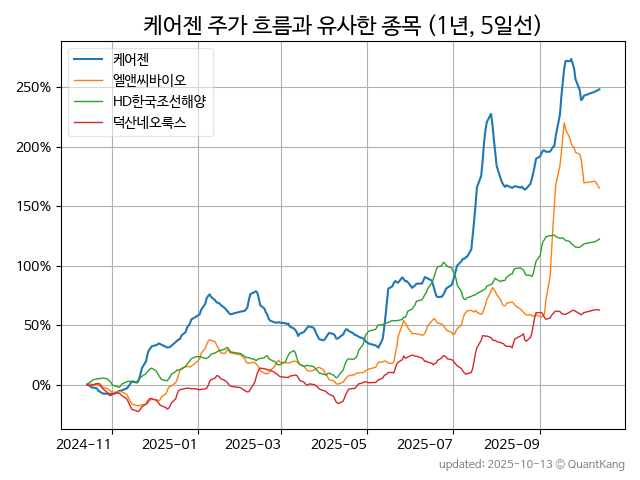 케어젠 주가 흐름과 유사한 종목 (1년, 5일선)
케어젠
엘앤씨바이오
HD한국조선해양
덕산네오룩스
250%
200%
150%
100%
50%
0%
2024-11 2025-01 2025-03 2025-05 2025-07 2025-09
updated: 2025-10-13 © QuantKang